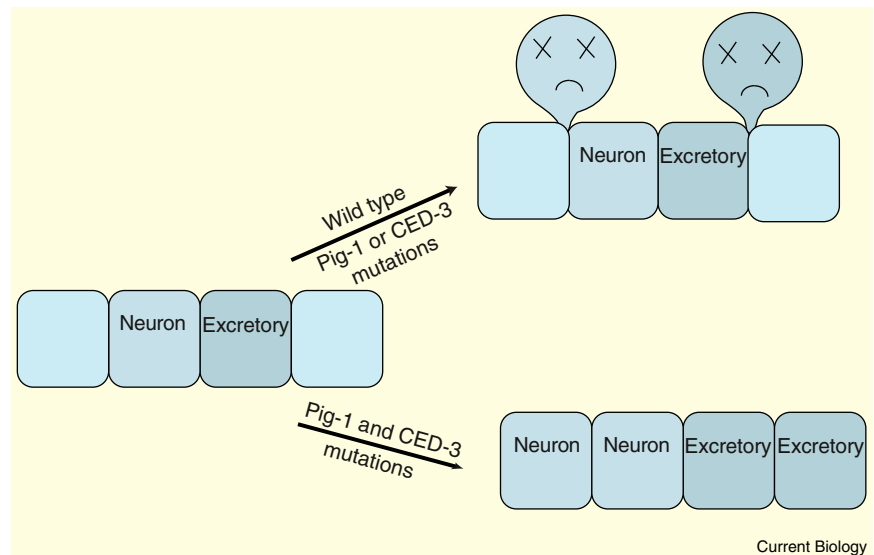 Neuron
Excretory
Wild type
Pig-1 or CED-3
mutations
Neuron
Excretory
Pig-1 and CED-3
mutations
Neuron
Neuron
Excretory
Excretory
Current Biology